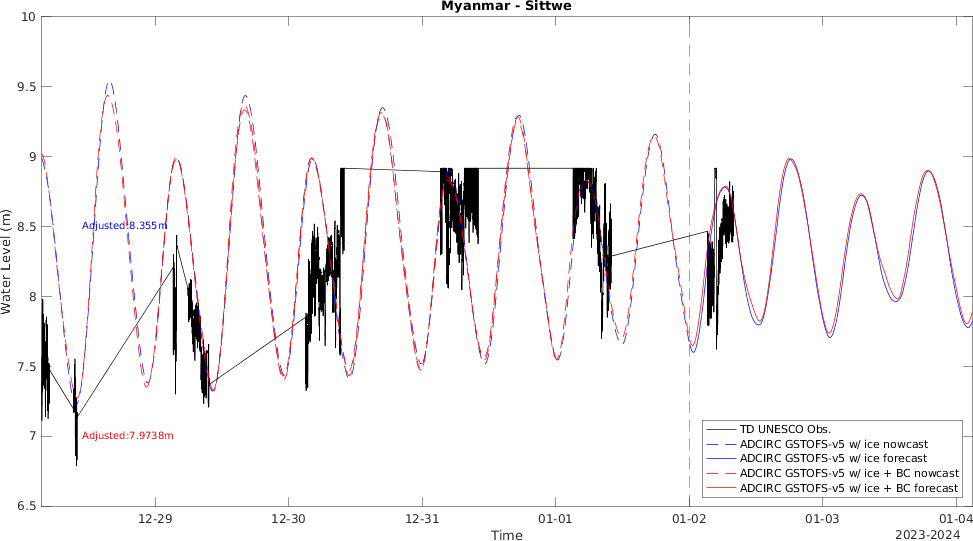 Myanmar - Sittwe
10
9.5
9
8.5
8
7.5
7
6.5
Water Level (m)
Adjusted:8.355m
Adjusted:7.9738m
TD UNESCO Obs.
ADCIRC GSTOFS-v5 w/ ice nowcast
ADCIRC GSTOFS-v5 w/ ice forecast
ADCIRC GSTOFS-v5 w/ ice + BC nowcast
ADCIRC GSTOFS-v5 w/ ice + BC forecast
12-29 12-30 12-31 01-01 01-02 01-03 01-04
Time
2023-2024